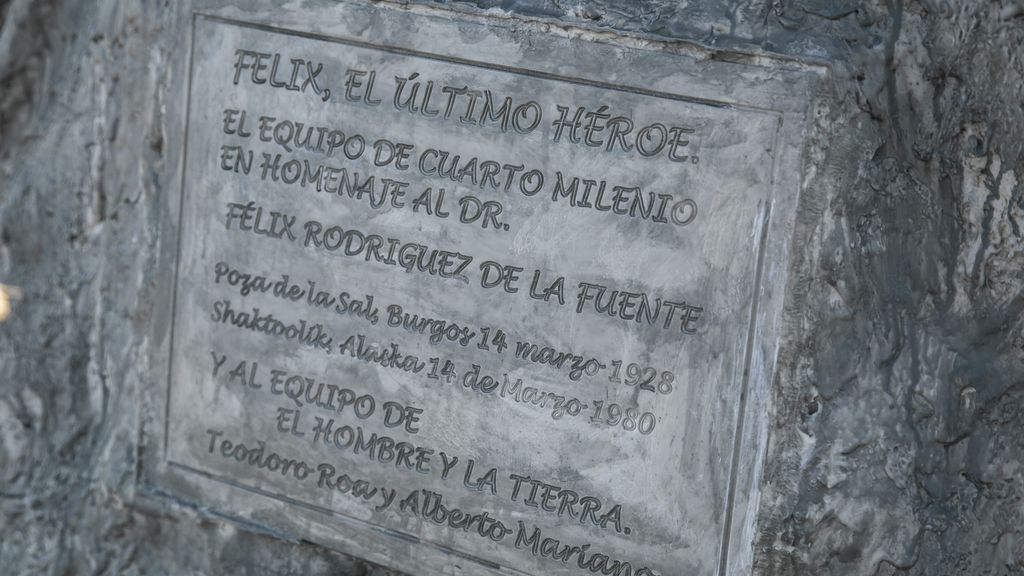 FELIX, EL ÚLTIMO HÉROE.
EL EQUIPO DE CUARTO MILENIO
EN HOMENAJE AL DR.
FÉLIX RODRIGUEZ DE LA FUENTE
Poza de la Sal, Burgos 14 marzo 1928
Shaktoolik, Alaska 14 de Marzo 1980
Y AL EQUIPO DE
EL HOMBRE Y LA TIERRA.
Teodoro Roa y Alberto Mariano